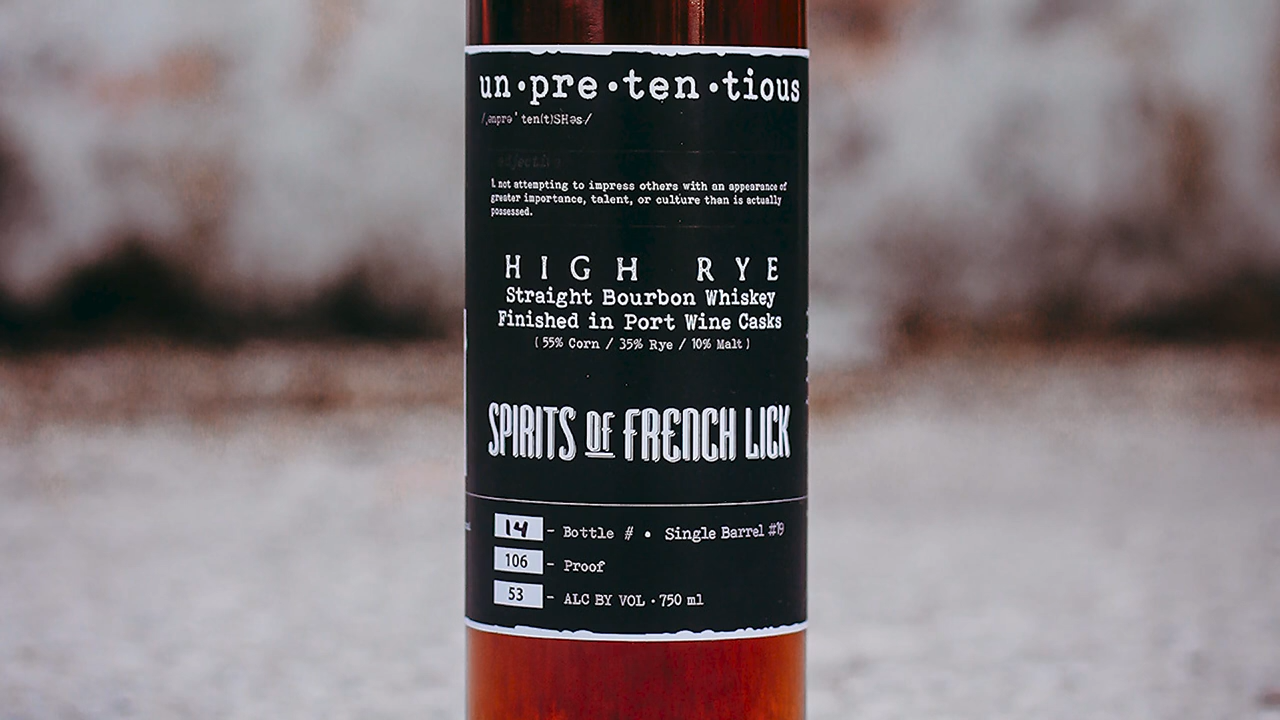 un·pre·ten·tious
/ˌənprəˈten(t)SHəs/
adjective
1. not attempting to impress others with an appearance of
greater importance, talent, or culture than is actually
possessed.
HIGH RYE
Straight Bourbon Whiskey
Finished in Port Wine Casks
(55% Corn / 35% Rye / 10% Malt)
SPIRITS OF FRENCH LICK
14 - Bottle # • Single Barrel #19
106 - Proof
53 - ALC BY VOL · 750 ml